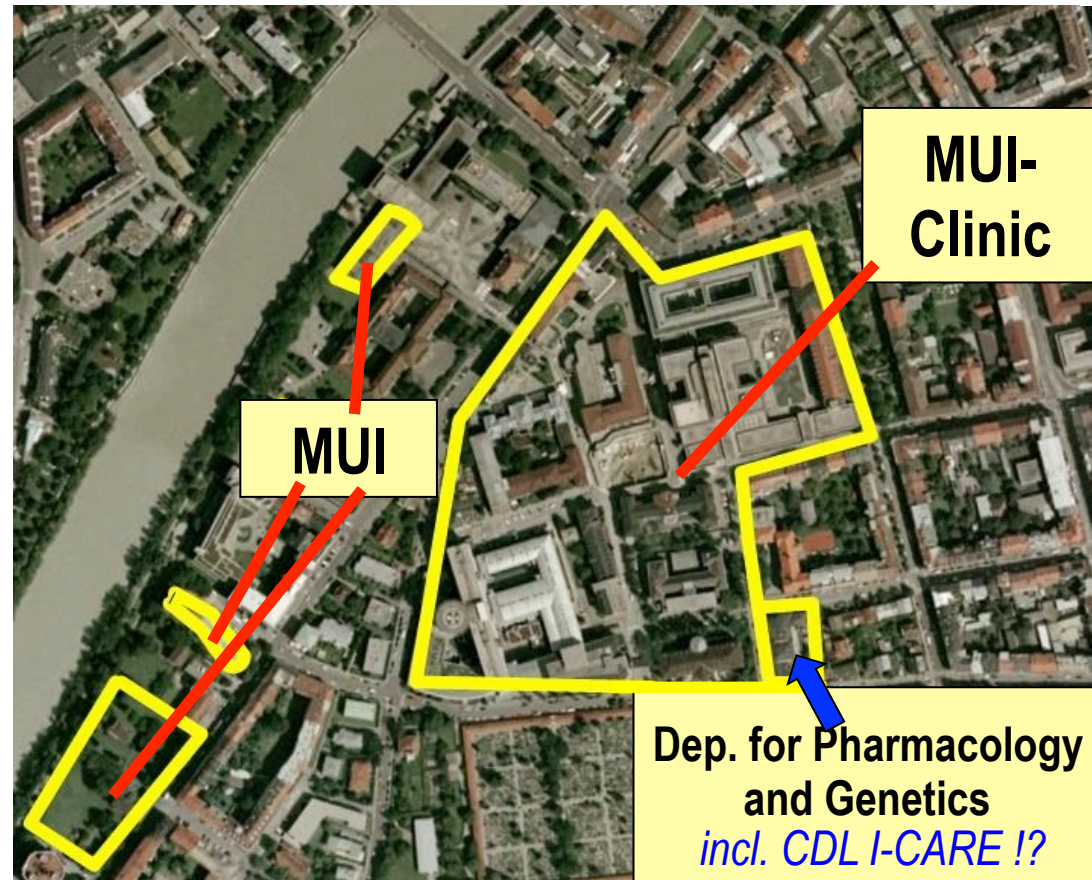 MUI-
Clinic
MUI
Dep. for Pharmacology
and Genetics
incl. CDL I-CARE !?